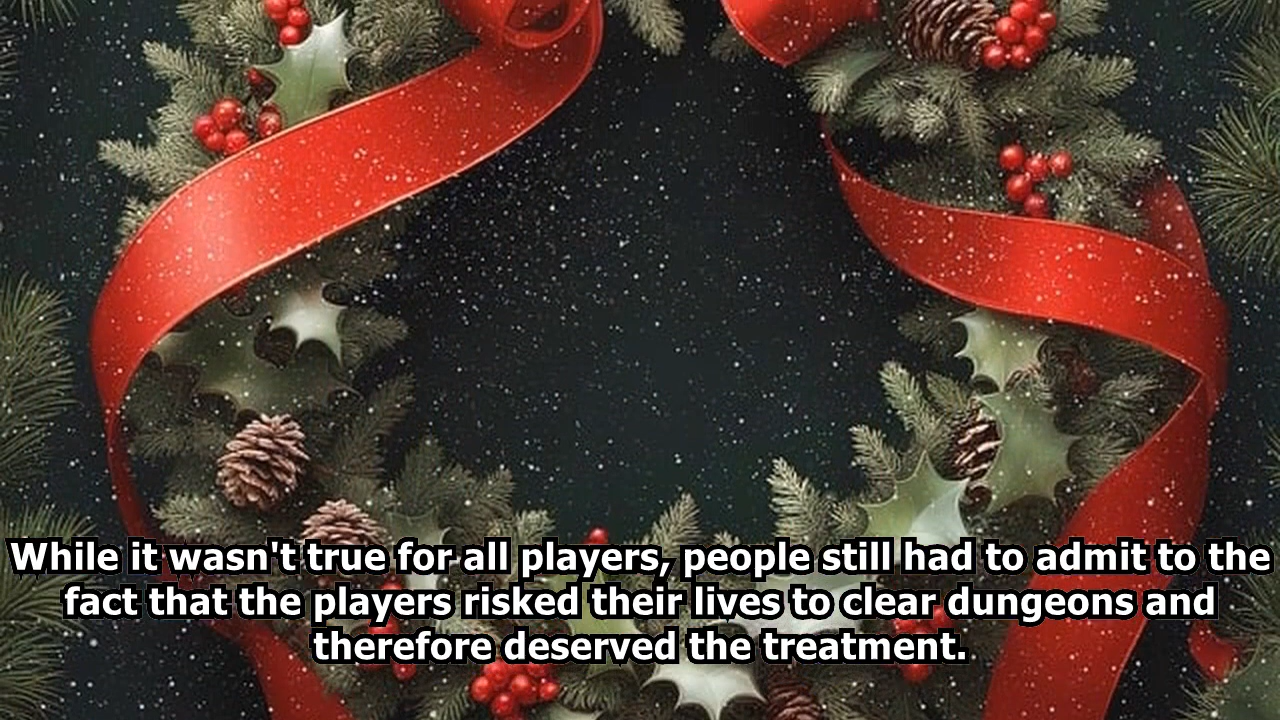 While it wasn't true for all players, people still had to admit to the
fact that the players risked their lives to clear dungeons and
therefore deserved the treatment.